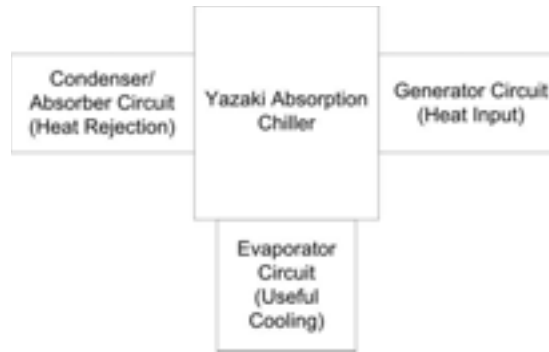 Condenser/
Absorber Circuit
(Heat Rejection)
Yazaki Absorption
Chiller
Generator Circuit
(Heat Input)
Evaporator
Circuit
(Useful
Cooling)